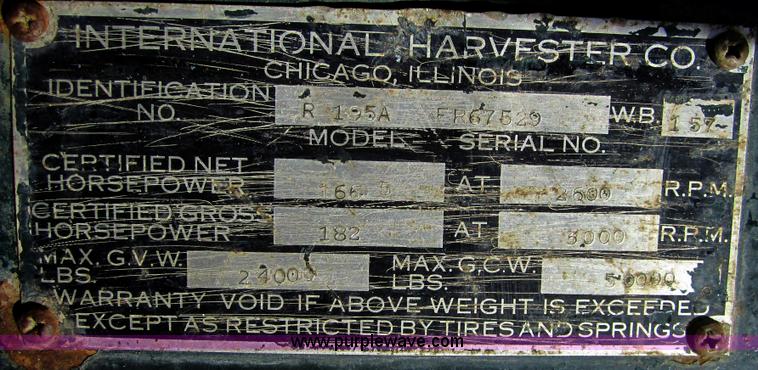 INTERNATIONAL HARVESTER CO.
CHICAGO, ILLINOIS
IDENTIFICATION NO. R 195A FR67529 W.B. 157
MODEL SERIAL NO.
CERTIFIED NET HORSEPOWER 166 AT 2600 R.P.M.
CERTIFIED GROSS HORSEPOWER 182 AT 3000 R.P.M.
MAX. G.V.W. LBS. 24000 MAX. G.C.W. LBS. 50000
WARRANTY VOID IF ABOVE WEIGHT IS EXCEEDED
EXCEPT AS RESTRICTED BY TIRES AND SPRINGS
www.purplewave.com